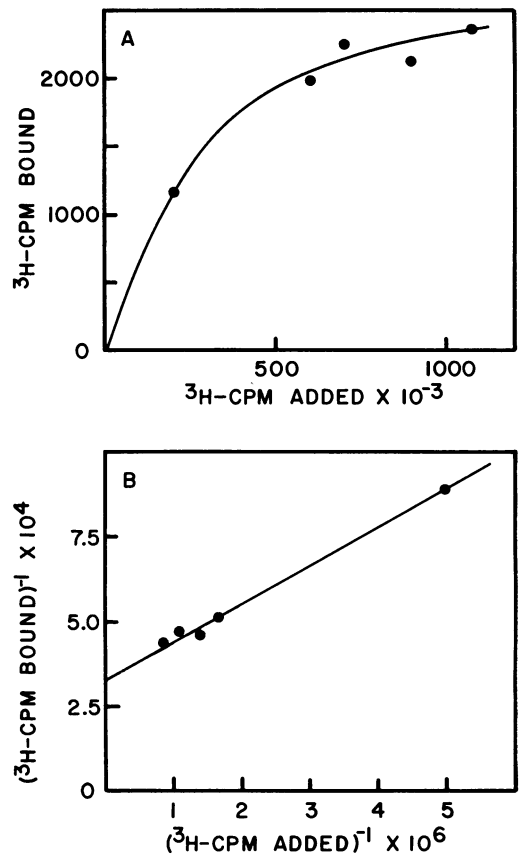 A
2000
1000
0
³H-CPM BOUND
500 1000
³H-CPM ADDED X 10⁻³
B
7.5
5.0
2.5
0
(³H-CPM BOUND)⁻¹ X 10⁴
1 2 3 4 5
(³H-CPM ADDED)⁻¹ X 10⁶